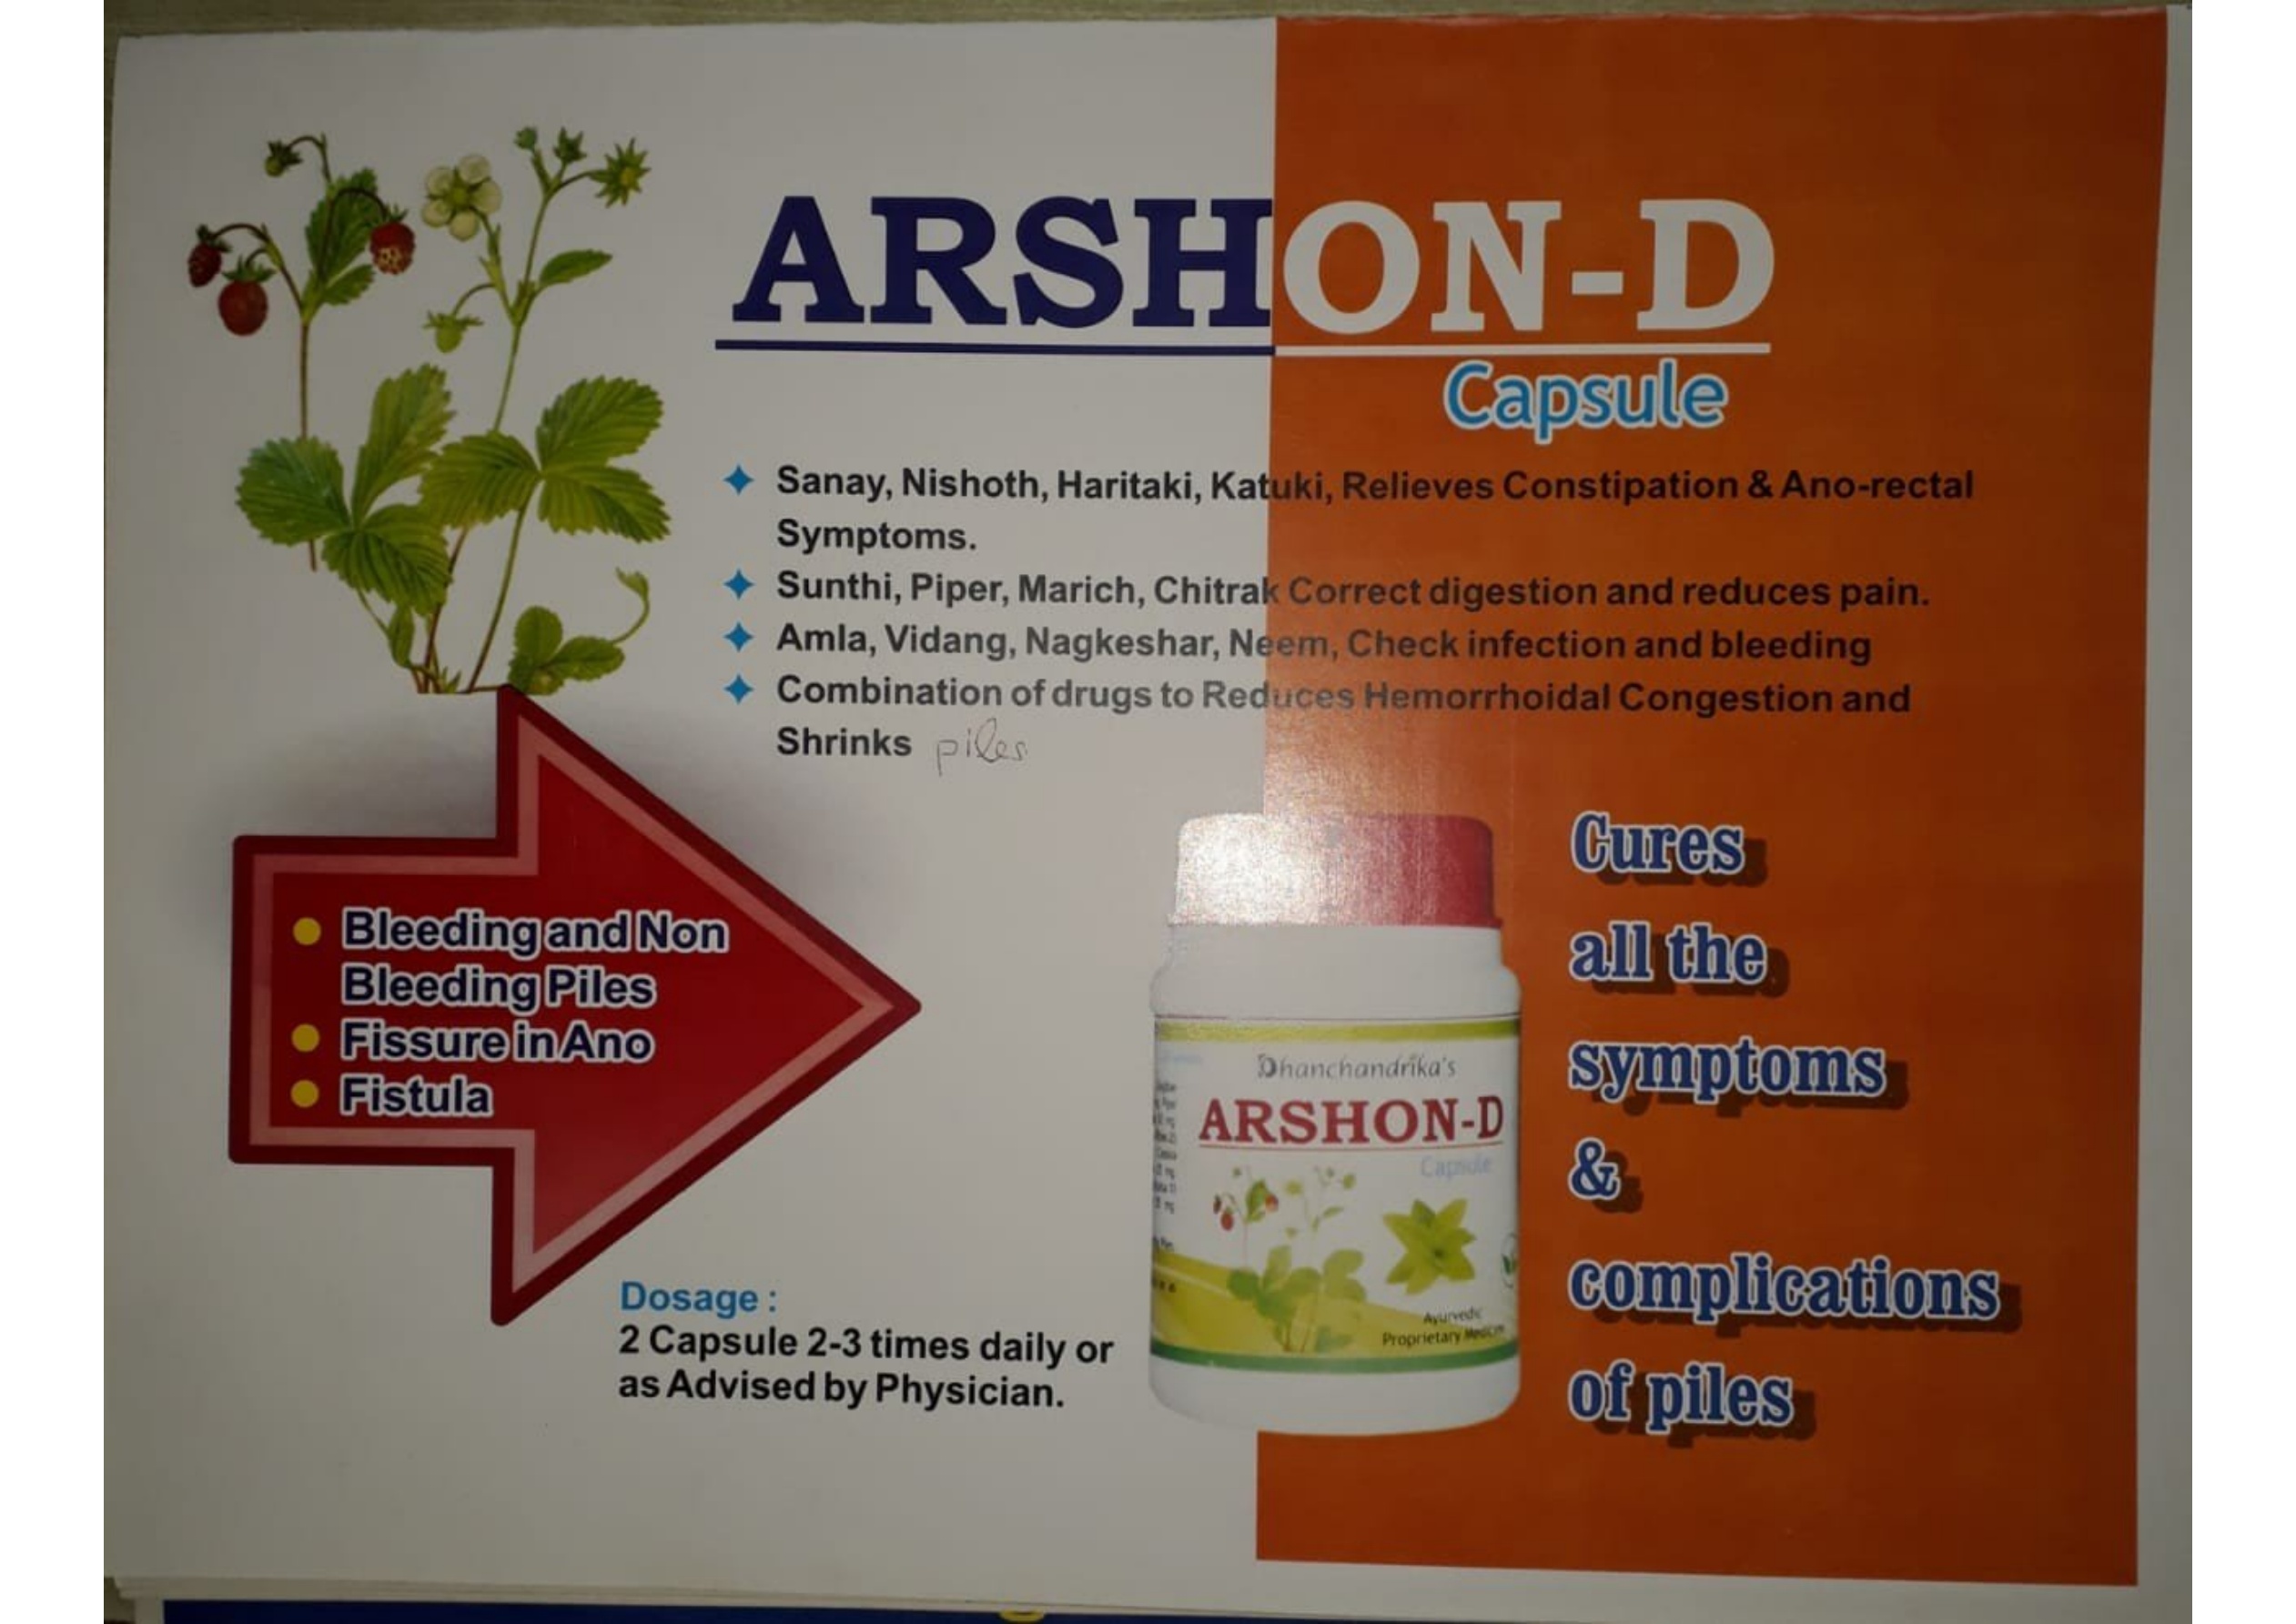 ARSHON-D
Capsule
Sanay, Nishoth, Haritaki, Katuki, Relieves Constipation & Ano-rectal
Symptoms.
Sunthi, Piper, Marich, Chitrak Correct digestion and reduces pain.
Amla, Vidang, Nagkeshar, Neem, Check infection and bleeding
Combination of drugs to Reduces Hemorrhoidal Congestion and
Shrinks piles
Bleeding and Non
Bleeding Piles
Fissure in Ano
Fistula
Dosage :
2 Capsule 2-3 times daily or
as Advised by Physician.
Dhanchandrika's
ARSHON-D
Capsule
Ayurvedic
Proprietary Medicine
Cures
all the
symptoms
&
complications
of piles